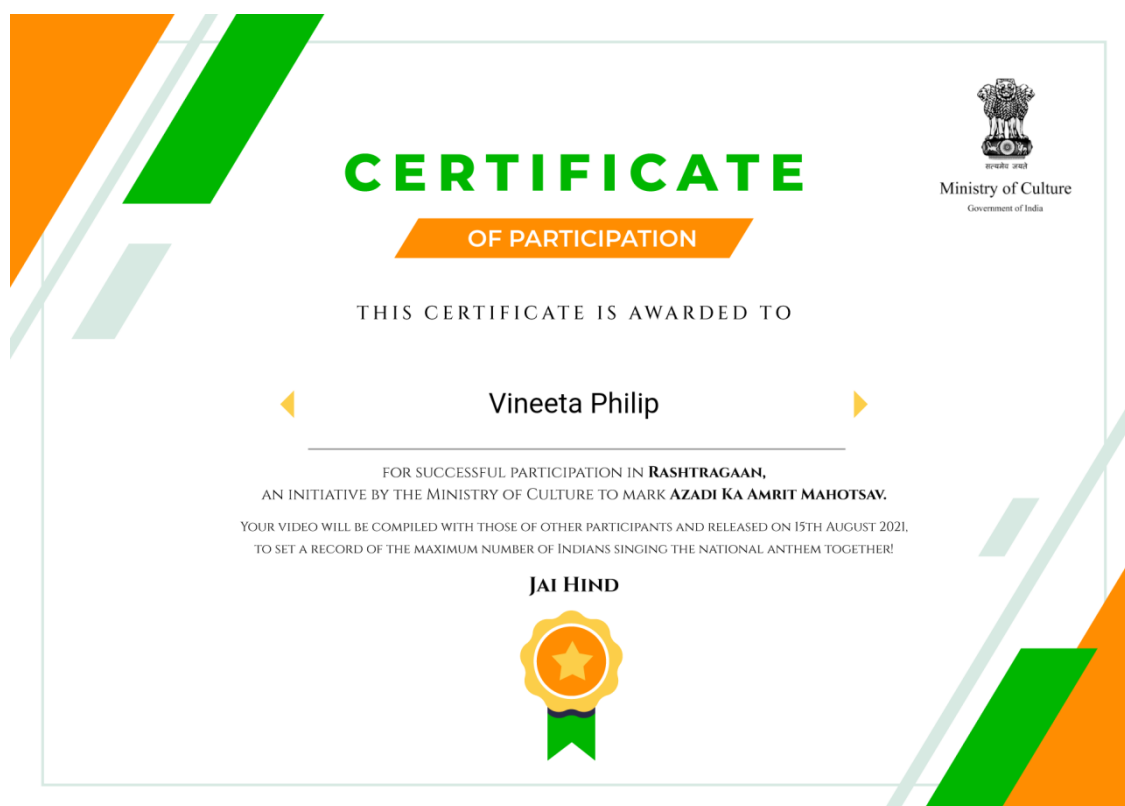 सत्यमेव जयते
Ministry of Culture
Government of India
CERTIFICATE
OF PARTICIPATION
THIS CERTIFICATE IS AWARDED TO
Vineeta Philip
FOR SUCCESSFUL PARTICIPATION IN RASHTRAGAAN,
AN INITIATIVE BY THE MINISTRY OF CULTURE TO MARK AZADI KA AMRIT MAHOTSAV.
YOUR VIDEO WILL BE COMPILED WITH THOSE OF OTHER PARTICIPANTS AND RELEASED ON 15TH AUGUST 2021,
TO SET A RECORD OF THE MAXIMUM NUMBER OF INDIANS SINGING THE NATIONAL ANTHEM TOGETHER!
JAI HIND